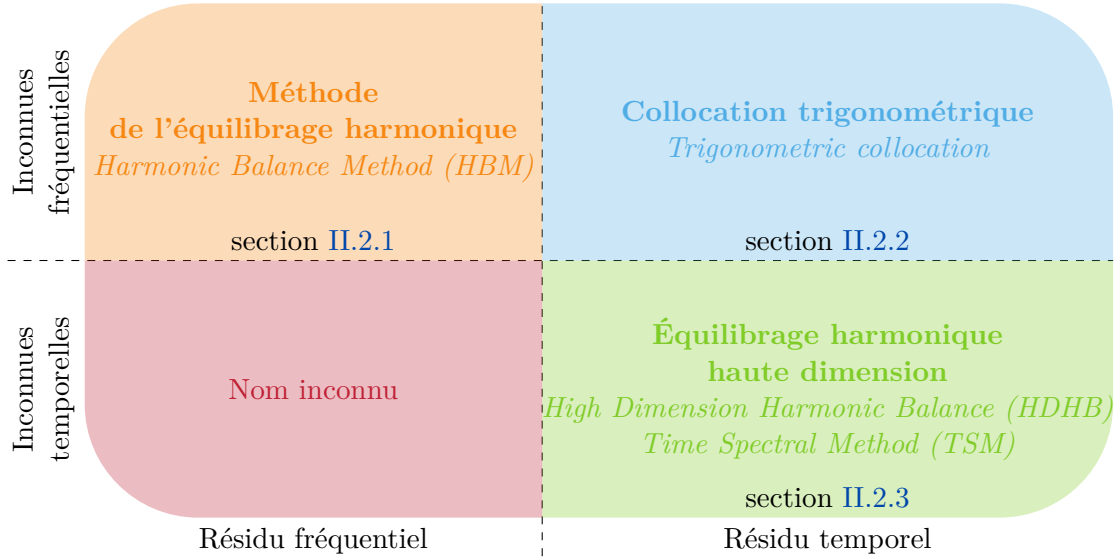 Inconnues
fréquentielles
Méthode
de l'équilibrage harmonique
Harmonic Balance Method (HBM)
section II.2.1
Collocation trigonométrique
Trigonometric collocation
section II.2.2
Inconnues
temporelles
Nom inconnu
Équilibrage harmonique
haute dimension
High Dimension Harmonic Balance (HDHB)
Time Spectral Method (TSM)
section II.2.3
Résidu fréquentiel
Résidu temporel